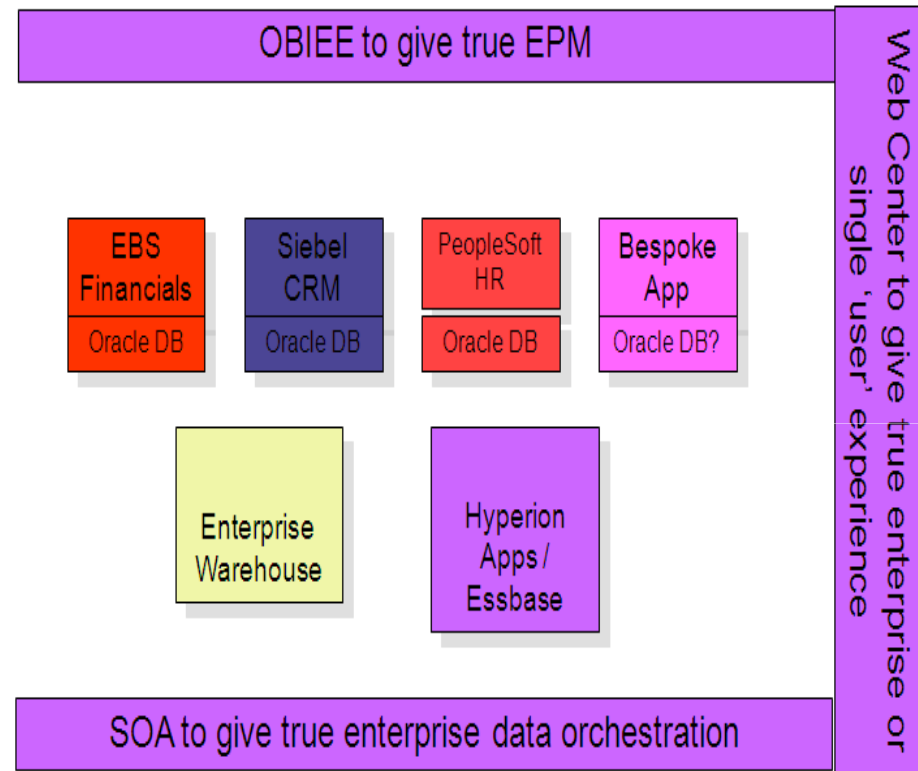 OBIEE to give true EPM
EBS
Financials
Oracle DB
Siebel
CRM
Oracle DB
PeopleSoft
HR
Oracle DB
Bespoke
App
Oracle DB?
Enterprise
Warehouse
Hyperion
Apps /
Essbase
SOA to give true enterprise data orchestration
Web Center to give true enterprise or
single ‘user’ experience